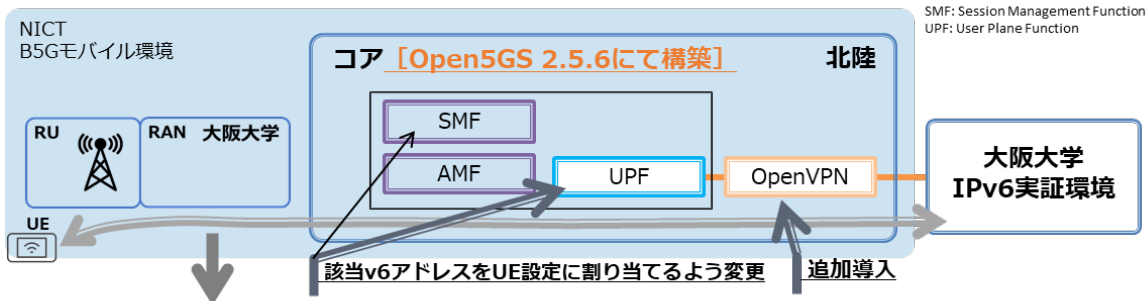 SMF: Session Management Function
UPF: User Plane Function
NICT
B5Gモバイル環境
コア［Open5GS 2.5.6にて構築］
北陸
RU
RAN 大阪大学
SMF
AMF
UPF
OpenVPN
大阪大学
IPv6実証環境
UE
該当v6アドレスをUE設定に割り当てるよう変更
追加導入